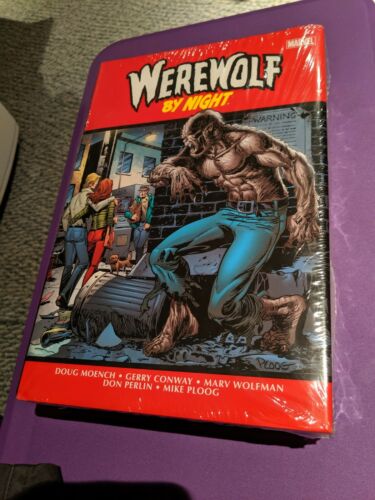 MARVEL
WEREWOLF
BY NIGHT
WARNING
DOUG MOENCH • GERRY CONWAY • MARV WOLFMAN
DON PERLIN • MIKE PLOOG
PLOOG